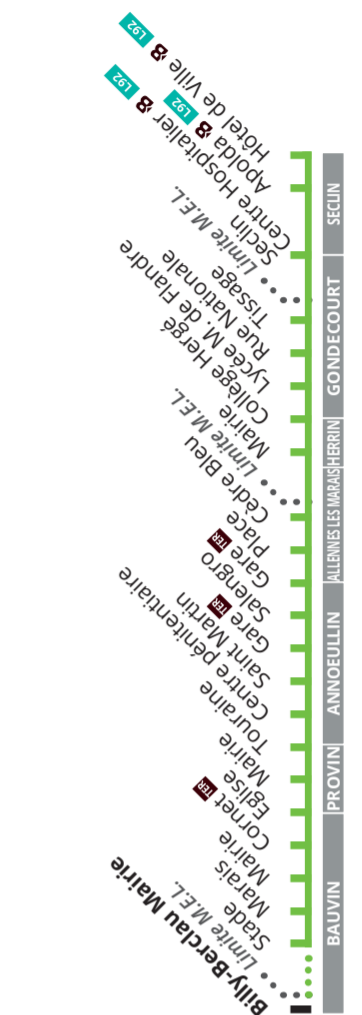 Billy-Berclau Mairie
Limite M.E.L.
Stade
Marais
Mairie
Cornet TER
Eglise
Mairie
Touraine
Centre pénitentiaire
Saint Martin
Gare TER
Salengro
Gare TER
Place
Cèdre Bleu
Limite M.E.L.
Mairie
Collège Hergé
Lycée M. de Flandre
Rue Nationale
Tissage
Limite M.E.L.
Centre Hospitalier L92
Seclin
Apolda L92
Hôtel de Ville L92
BAUVIN
PROVIN
ANNOEULLIN
ALLENNES LES MARAIS
HERRIN
GONDECOURT
SECLIN